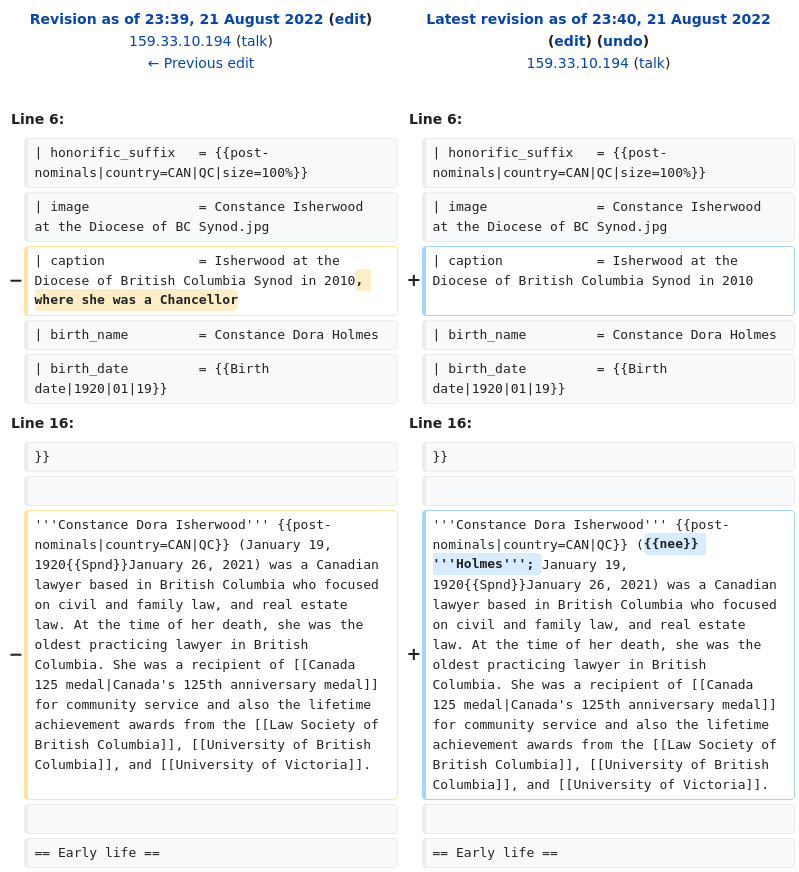 Revision as of 23:39, 21 August 2022 (edit)
159.33.10.194 (talk)
← Previous edit
Latest revision as of 23:40, 21 August 2022
(edit) (undo)
159.33.10.194 (talk)
Line 6:
Line 6:
| honorific_suffix   = {{post-
nominals|country=CAN|QC|size=100%}}
| honorific_suffix   = {{post-
nominals|country=CAN|QC|size=100%}}
| image              = Constance Isherwood
at the Diocese of BC Synod.jpg
| image              = Constance Isherwood
at the Diocese of BC Synod.jpg
−
| caption            = Isherwood at the
Diocese of British Columbia Synod in 2010,
where she was a Chancellor
+
| caption            = Isherwood at the
Diocese of British Columbia Synod in 2010
| birth_name         = Constance Dora Holmes
| birth_name         = Constance Dora Holmes
| birth_date         = {{Birth
date|1920|01|19}}
| birth_date         = {{Birth
date|1920|01|19}}
Line 16:
Line 16:
}}
}}
−
'''Constance Dora Isherwood''' {{post-
nominals|country=CAN|QC}} (January 19,
1920{{Spnd}}January 26, 2021) was a Canadian
lawyer based in British Columbia who focused
on civil and family law, and real estate
law. At the time of her death, she was the
oldest practicing lawyer in British
Columbia. She was a recipient of [[Canada
125 medal|Canada's 125th anniversary medal]]
for community service and also the lifetime
achievement awards from the [[Law Society of
British Columbia]], [[University of British
Columbia]], and [[University of Victoria]].
+
'''Constance Dora Isherwood''' {{post-
nominals|country=CAN|QC}} ({{nee}}
'''Holmes'''; January 19,
1920{{Spnd}}January 26, 2021) was a Canadian
lawyer based in British Columbia who focused
on civil and family law, and real estate
law. At the time of her death, she was the
oldest practicing lawyer in British
Columbia. She was a recipient of [[Canada
125 medal|Canada's 125th anniversary medal]]
for community service and also the lifetime
achievement awards from the [[Law Society of
British Columbia]], [[University of British
Columbia]], and [[University of Victoria]].
== Early life ==
== Early life ==